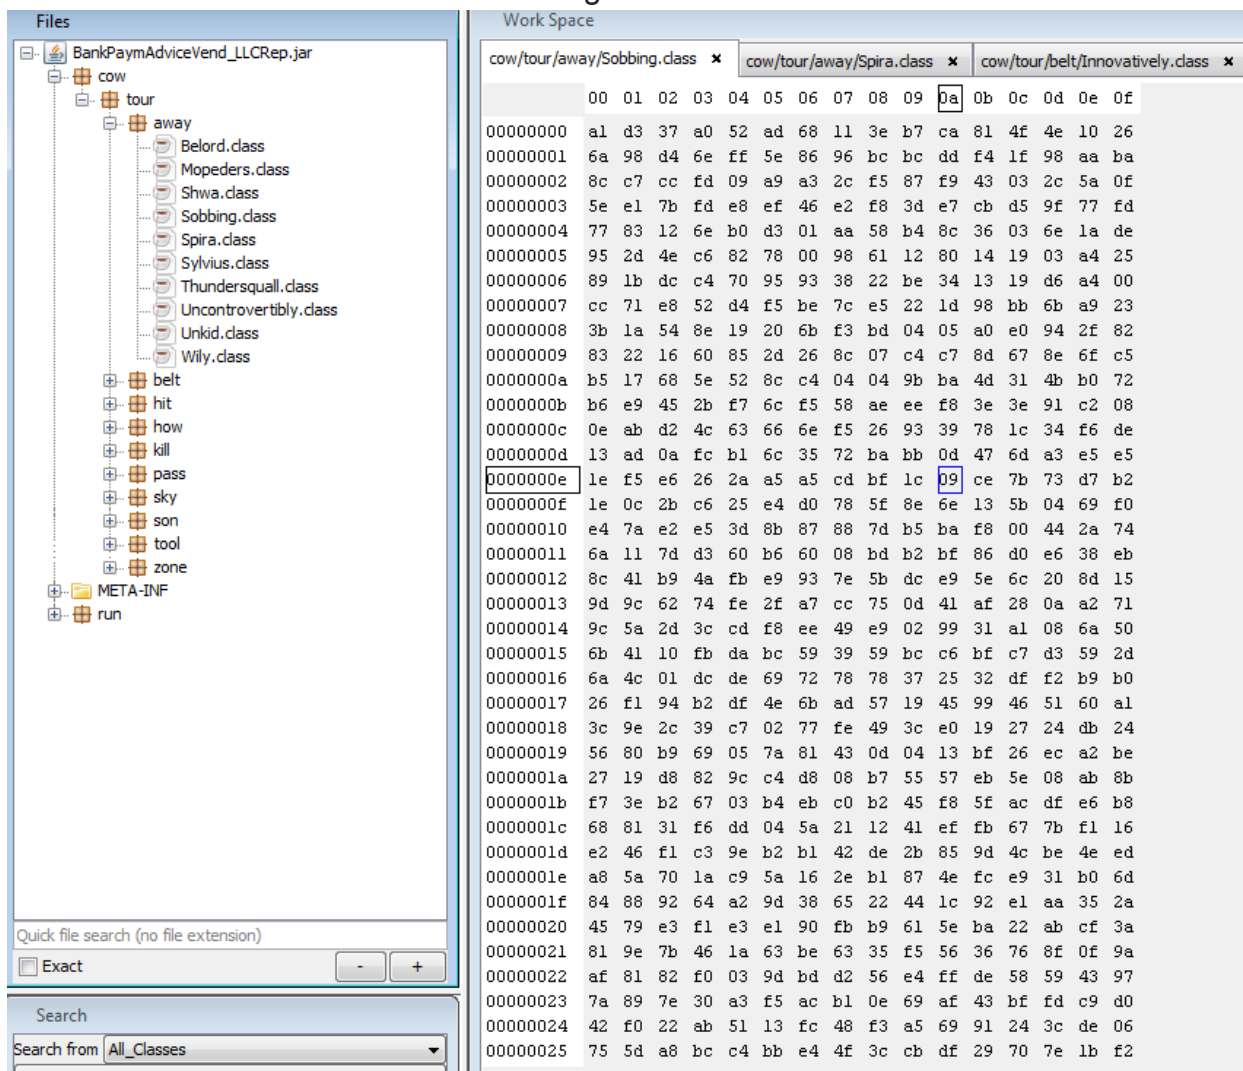 Files
BankPaymAdviceVend_LLCRep.jar
cow
tour
away
Belord.class
Mopeders.class
Shwa.class
Sobbing.class
Spira.class
Sylvius.class
Thundersquall.class
Uncontrovertibly.class
Unkid.class
Wily.class
belt
hit
how
kill
pass
sky
son
tool
zone
META-INF
run
Quick file search (no file extension)
Exact - +
Search
Search from All_Classes
Work Space
cow/tour/away/Sobbing.class × cow/tour/away/Spira.class × cow/tour/belt/Innovatively.class ×
00 01 02 03 04 05 06 07 08 09 0a 0b 0c 0d 0e 0f
00000000 a1 d3 37 a0 52 ad 68 11 3e b7 ca 81 4f 4e 10 26
00000001 6a 98 d4 6e ff 5e 86 96 bc bc dd f4 1f 98 aa ba
00000002 8c c7 cc fd 09 a9 a3 2c f5 87 f9 43 03 2c 5a 0f
00000003 5e e1 7b fd e8 ef 46 e2 f8 3d e7 cb d5 9f 77 fd
00000004 77 83 12 6e b0 d3 01 aa 58 b4 8c 36 03 6e 1a de
00000005 95 2d 4e c6 82 78 00 98 61 12 80 14 19 03 a4 25
00000006 89 1b dc c4 70 95 93 38 22 be 34 13 19 d6 a4 00
00000007 cc 71 e8 52 d4 f5 be 7c e5 22 1d 98 bb 6b a9 23
00000008 3b 1a 54 8e 19 20 6b f3 bd 04 05 a0 e0 94 2f 82
00000009 83 22 16 60 85 2d 26 8c 07 c4 c7 8d 67 8e 6f c5
0000000a b5 17 68 5e 52 8c c4 04 04 9b ba 4d 31 4b b0 72
0000000b b6 e9 45 2b f7 6c f5 58 ae ee f8 3e 3e 91 c2 08
0000000c 0e ab d2 4c 63 66 6e f5 26 93 39 78 1c 34 f6 de
0000000d 13 ad 0a fc b1 6c 35 72 ba bb 0d 47 6d a3 e5 e5
0000000e 1e f5 e6 26 2a a5 a5 cd bf 1c 09 ce 7b 73 d7 b2
0000000f 1e 0c 2b c6 25 e4 d0 78 5f 8e 6e 13 5b 04 69 f0
00000010 e4 7a e2 e5 3d 8b 87 88 7d b5 ba f8 00 44 2a 74
00000011 6a 11 7d d3 60 b6 60 08 bd b2 bf 86 d0 e6 38 eb
00000012 8c 41 b9 4a fb e9 93 7e 5b dc e9 5e 6c 20 8d 15
00000013 9d 9c 62 74 fe 2f a7 cc 75 0d 41 af 28 0a a2 71
00000014 9c 5a 2d 3c cd f8 ee 49 e9 02 99 31 a1 08 6a 50
00000015 6b 41 10 fb da bc 59 39 59 bc c6 bf c7 d3 59 2d
00000016 6a 4c 01 dc de 69 72 78 78 37 25 32 df f2 b9 b0
00000017 26 f1 94 b2 df 4e 6b ad 57 19 45 99 46 51 60 a1
00000018 3c 9e 2c 39 c7 02 77 fe 49 3c e0 19 27 24 db 24
00000019 56 80 b9 69 05 7a 81 43 0d 04 13 bf 26 ec a2 be
0000001a 27 19 d8 82 9c c4 d8 08 b7 55 57 eb 5e 08 ab 8b
0000001b f7 3e b2 67 03 b4 eb c0 b2 45 f8 5f ac df e6 b8
0000001c 68 81 31 f6 dd 04 5a 21 12 41 ef fb 67 7b f1 16
0000001d e2 46 f1 c3 9e b2 b1 42 de 2b 85 9d 4c be 4e ed
0000001e a8 5a 70 1a c9 5a 16 2e b1 87 4e fc e9 31 b0 6d
0000001f 84 88 92 64 a2 9d 38 65 22 44 1c 92 e1 aa 35 2a
00000020 45 79 e3 f1 e3 e1 90 fb b9 61 5e ba 22 ab cf 3a
00000021 81 9e 7b 46 1a 63 be 63 35 f5 56 36 76 8f 0f 9a
00000022 af 81 82 f0 03 9d bd d2 56 e4 ff de 58 59 43 97
00000023 7a 89 7e 30 a3 f5 ac b1 0e 69 af 43 bf fd c9 d0
00000024 42 f0 22 ab 51 13 fc 48 f3 a5 69 91 24 3c de 06
00000025 75 5d a8 bc c4 bb e4 4f 3c cb df 29 70 7e 1b f2